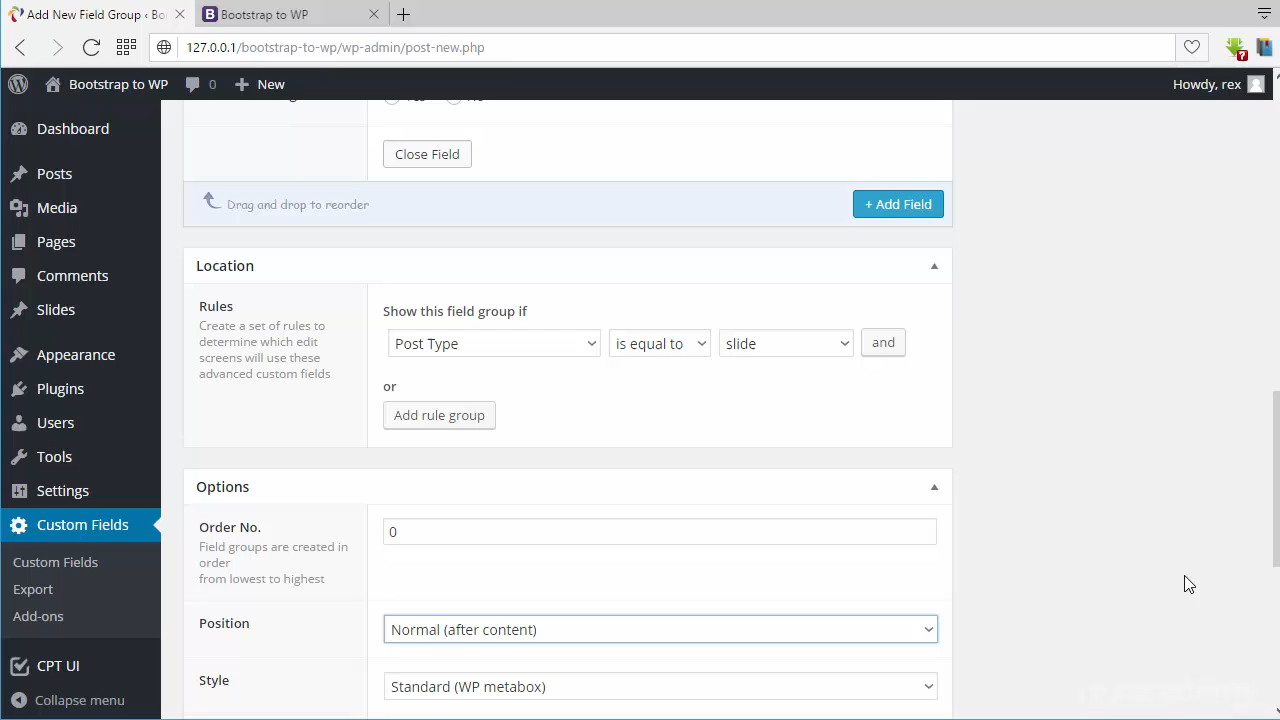 Add New Field Group ‹ Bo
Bootstrap to WP
127.0.0.1/bootstrap-to-wp/wp-admin/post-new.php
Bootstrap to WP
0
New
Howdy, rex
Dashboard
Posts
Media
Pages
Comments
Slides
Appearance
Plugins
Users
Tools
Settings
Custom Fields
Custom Fields
Export
Add-ons
CPT UI
Collapse menu
Close Field
Drag and drop to reorder
+ Add Field
Location
Rules
Create a set of rules to
determine which edit
screens will use these
advanced custom fields
Show this field group if
Post Type
is equal to
slide
and
or
Add rule group
Options
Order No.
Field groups are created in
order
from lowest to highest
0
Position
Normal (after content)
Style
Standard (WP metabox)